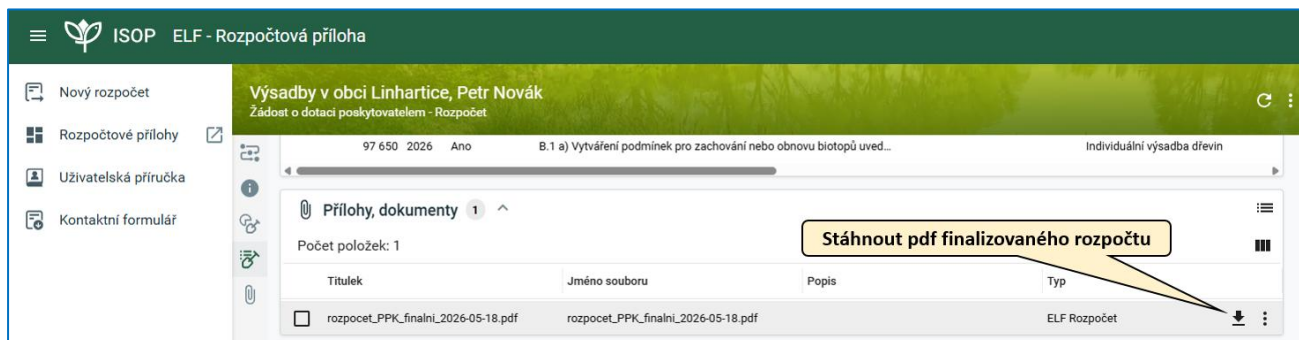 ISOP ELF - Rozpočtová příloha
Nový rozpočet
Rozpočtové přílohy
Uživatelská příručka
Kontaktní formulář
Výsadby v obci Linhartice, Petr Novák
Žádost o dotaci poskytovatelem - Rozpočet
97 650 2026 Ano B.1 a) Vytváření podmínek pro zachování nebo obnovu biotopů uved... Individuální výsadba dřevin
Přílohy, dokumenty 1
Počet položek: 1
Stáhnout pdf finalizovaného rozpočtu
Titulek Jméno souboru Popis Typ
rozpocet_PPK_finalni_2026-05-18.pdf rozpocet_PPK_finalni_2026-05-18.pdf ELF Rozpočet